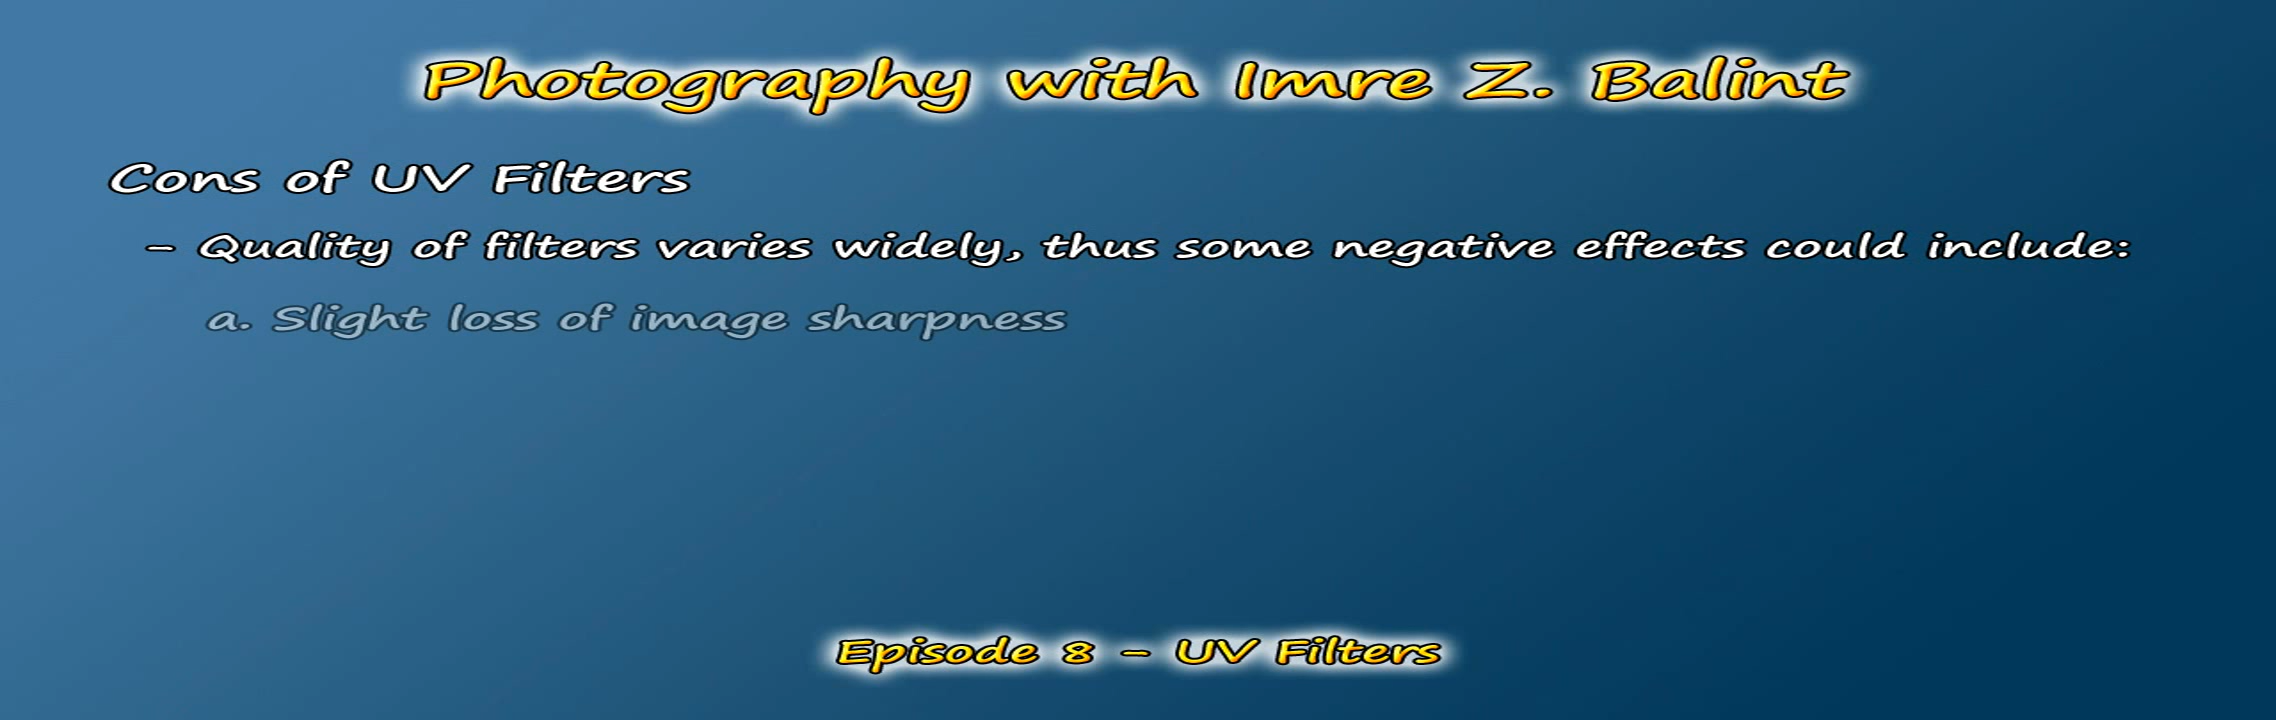 Photography with Imre Z. Balint
Cons of UV Filters
- Quality of filters varies widely, thus some negative effects could include:
a. Slight loss of image sharpness
Episode 8 - UV Filters